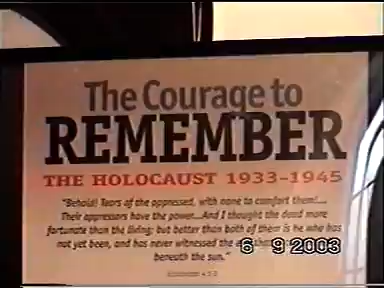 The Courage to
REMEMBER
THE HOLOCAUST 1933-1945
"Behold! Tears of the oppressed, with none to comfort them!...
Their oppressors have the power...And I thought the dead more
fortunate than the living; but better than both of them is he who has
not yet been, and has never witnessed the
beneath the sun."
6 9 2003